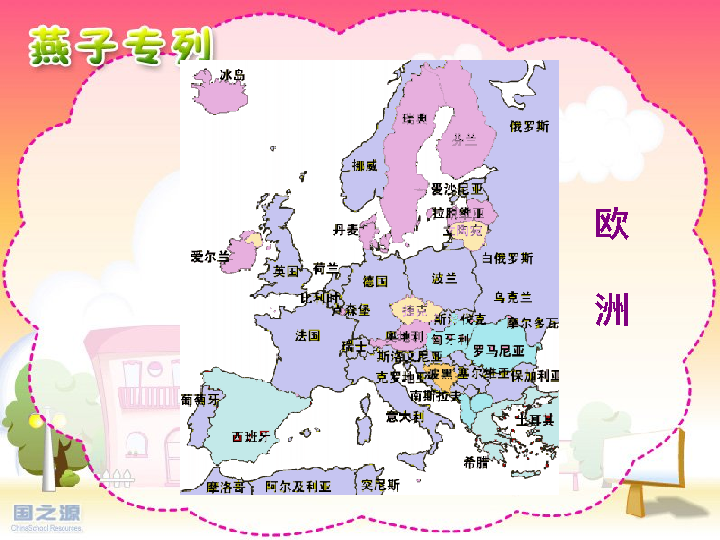 燕子专列
冰岛
瑞典
芬兰
俄罗斯
挪威
爱沙尼亚
拉脱维亚
丹麦
立陶宛
爱尔兰
英国
荷兰
白俄罗斯
德国
波兰
比利时
乌克兰
卢森堡
捷克
斯洛伐克
摩尔多瓦
法国
奥地利
匈牙利
瑞士
斯洛文尼亚
罗马尼亚
克罗地亚
波黑
塞尔维亚
保加利亚
南斯拉夫
葡萄牙
西班牙
意大利
土耳其
希腊
摩洛哥
阿尔及利亚
突尼斯
欧
洲
国之源
ChinaSchool Resources